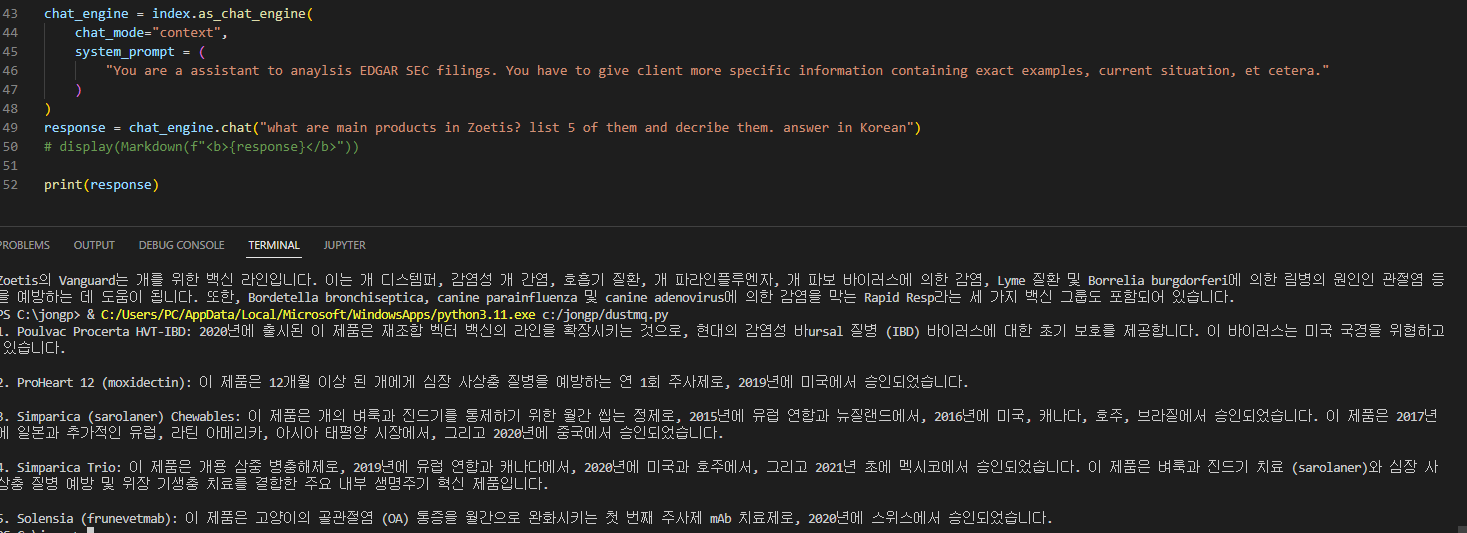 43 chat_engine = index.as_chat_engine(
44 chat_mode="context",
45 system_prompt = (
46 "You are a assistant to anaylsis EDGAR SEC filings. You have to give client more specific information containing exact examples, current situation, et cetera."
47 )
48 )
49 response = chat_engine.chat("what are main products in Zoetis? list 5 of them and decribe them. answer in Korean")
50 # display(Markdown(f"<b>{response}</b>"))
51
52 print(response)
ROBLEMS OUTPUT DEBUG CONSOLE TERMINAL JUPYTER
Zoetis의 Vanguard는 개를 위한 백신 라인입니다. 이는 개 디스템퍼, 감염성 개 간염, 호흡기 질환, 개 파라인플루엔자, 개 파보 바이러스에 의한 감염, Lyme 질환 및 Borrelia burgdorferi에 의한 림병의 원인인 관절염 등
을 예방하는 데 도움이 됩니다. 또한, Bordetella bronchiseptica, canine parainfluenza 및 canine adenovirus에 의한 감염을 막는 Rapid Resp라는 세 가지 백신 그룹도 포함되어 있습니다.
PS C:\jongp> & C:/Users/PC/AppData/Local/Microsoft/WindowsApps/python3.11.exe c:/jongp/dustmq.py
1. Poulvac Procerta HVT-IBD: 2020년에 출시된 이 제품은 재조합 벡터 백신의 라인을 확장시키는 것으로, 현대의 감염성 바ursal 질병 (IBD) 바이러스에 대한 초기 보호를 제공합니다. 이 바이러스는 미국 국경을 위협하고
있습니다.
2. ProHeart 12 (moxidectin): 이 제품은 12개월 이상 된 개에게 심장 사상충 질병을 예방하는 연 1회 주사제로, 2019년에 미국에서 승인되었습니다.
3. Simparica (sarolaner) Chewables: 이 제품은 개의 벼룩과 진드기를 통제하기 위한 월간 씹는 정제로, 2015년에 유럽 연합과 뉴질랜드에서, 2016년에 미국, 캐나다, 호주, 브라질에서 승인되었습니다. 이 제품은 2017년
에 일본과 추가적인 유럽, 라틴 아메리카, 아시아 태평양 시장에서, 그리고 2020년에 중국에서 승인되었습니다.
4. Simparica Trio: 이 제품은 개용 삼중 병충해제로, 2019년에 유럽 연합과 캐나다에서, 2020년에 미국과 호주에서, 그리고 2021년 초에 멕시코에서 승인되었습니다. 이 제품은 벼룩과 진드기 치료 (sarolaner)와 심장 사
상충 질병 예방 및 위장 기생충 치료를 결합한 주요 내부 생명주기 혁신 제품입니다.
5. Solensia (frunevetmab): 이 제품은 고양이의 골관절염 (OA) 통증을 월간으로 완화시키는 첫 번째 주사제 mAb 치료제로, 2020년에 스위스에서 승인되었습니다.